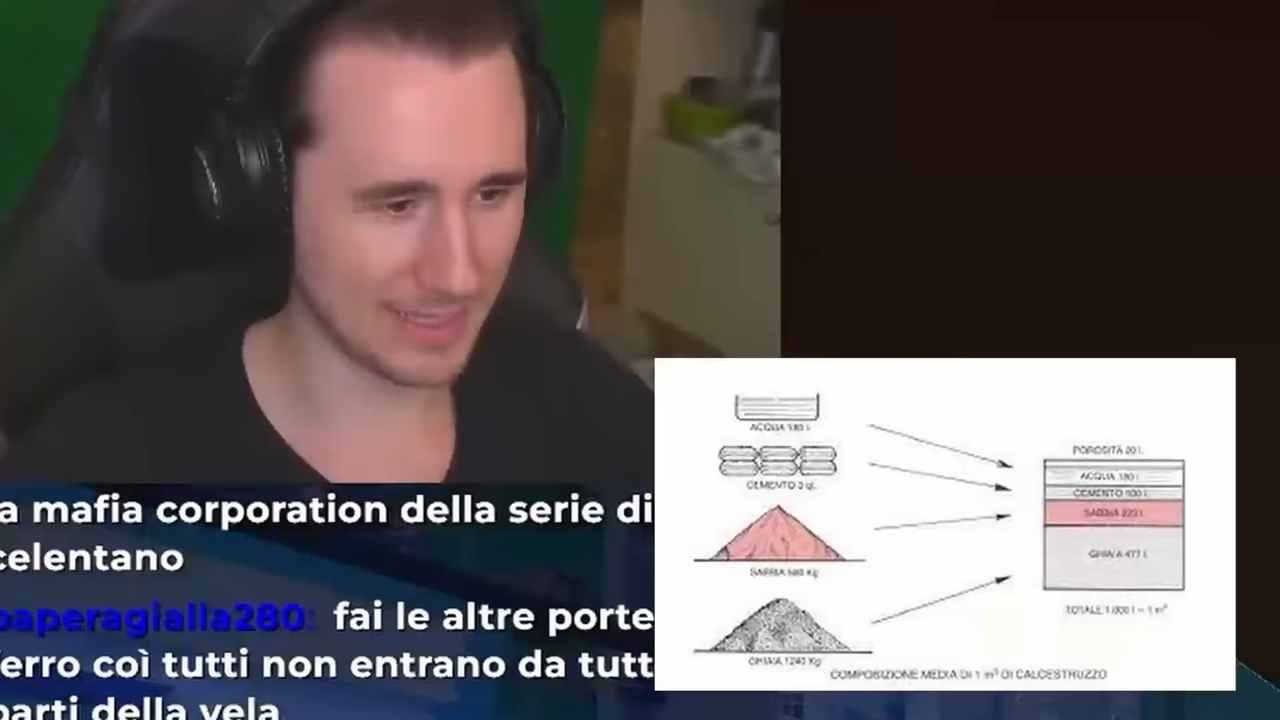 a mafia corporation della serie di
celentano
paperagialla280: fai le altre porte
ferro coì tutti non entrano da tutt
parti della vela
ACQUA 180 l.
CEMENTO 3 ql.
SABBIA 580 Kg
GHIAIA 1240 Kg
POROSITÀ 20 l.
ACQUA 180 l.
CEMENTO 100 l.
SABBIA 223 l.
GHIAIA 477 l.
TOTALE 1.000 l = 1 m³
COMPOSIZIONE MEDIA DI 1 m³ DI CALCESTRUZZO